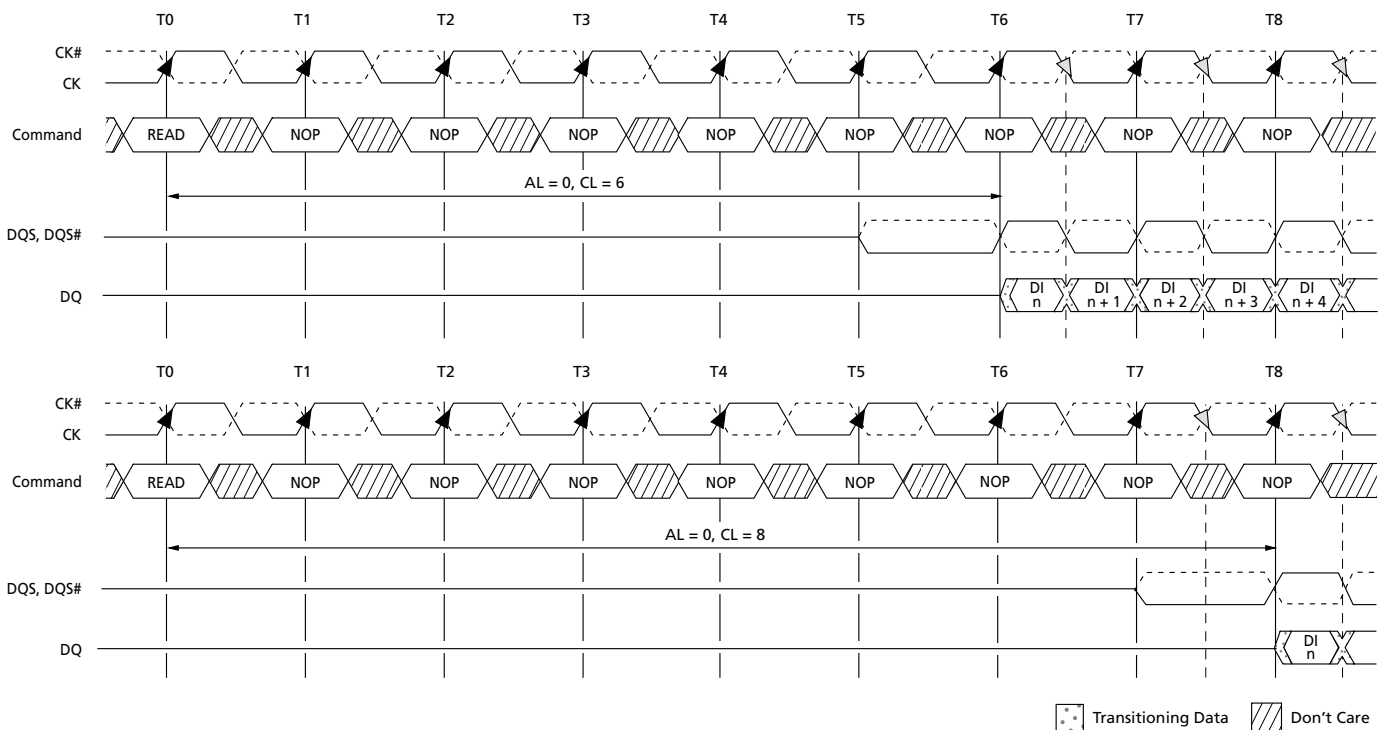 T0 T1 T2 T3 T4 T5 T6 T7 T8
CK#
CK
Command READ NOP NOP NOP NOP NOP NOP NOP NOP
AL = 0, CL = 6
DQS, DQS#
DQ DI n DI n + 1 DI n + 2 DI n + 3 DI n + 4
T0 T1 T2 T3 T4 T5 T6 T7 T8
CK#
CK
Command READ NOP NOP NOP NOP NOP NOP NOP NOP
AL = 0, CL = 8
DQS, DQS#
DQ DI n
Transitioning Data Don't Care